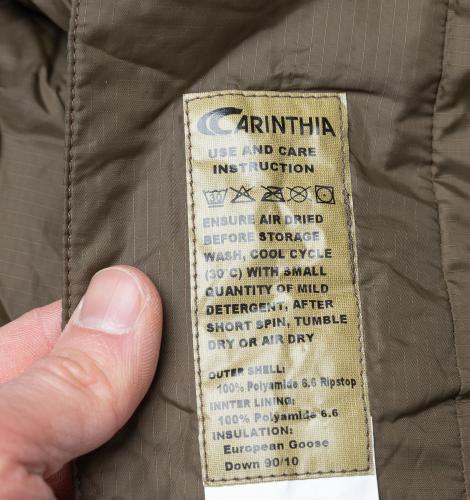 CARINTHIA
USE AND CARE
INSTRUCTION
30
ENSURE AIR DRIED
BEFORE STORAGE
WASH, COOL CYCLE
(30°C) WITH SMALL
QUANTITY OF MILD
DETERGENT, AFTER
SHORT SPIN, TUMBLE
DRY OR AIR DRY
OUTER SHELL:
100% Polyamide 6.6 Ripstop
INNTER LINING:
100% Polyamide 6.6
INSULATION:
European Goose
Down 90/10